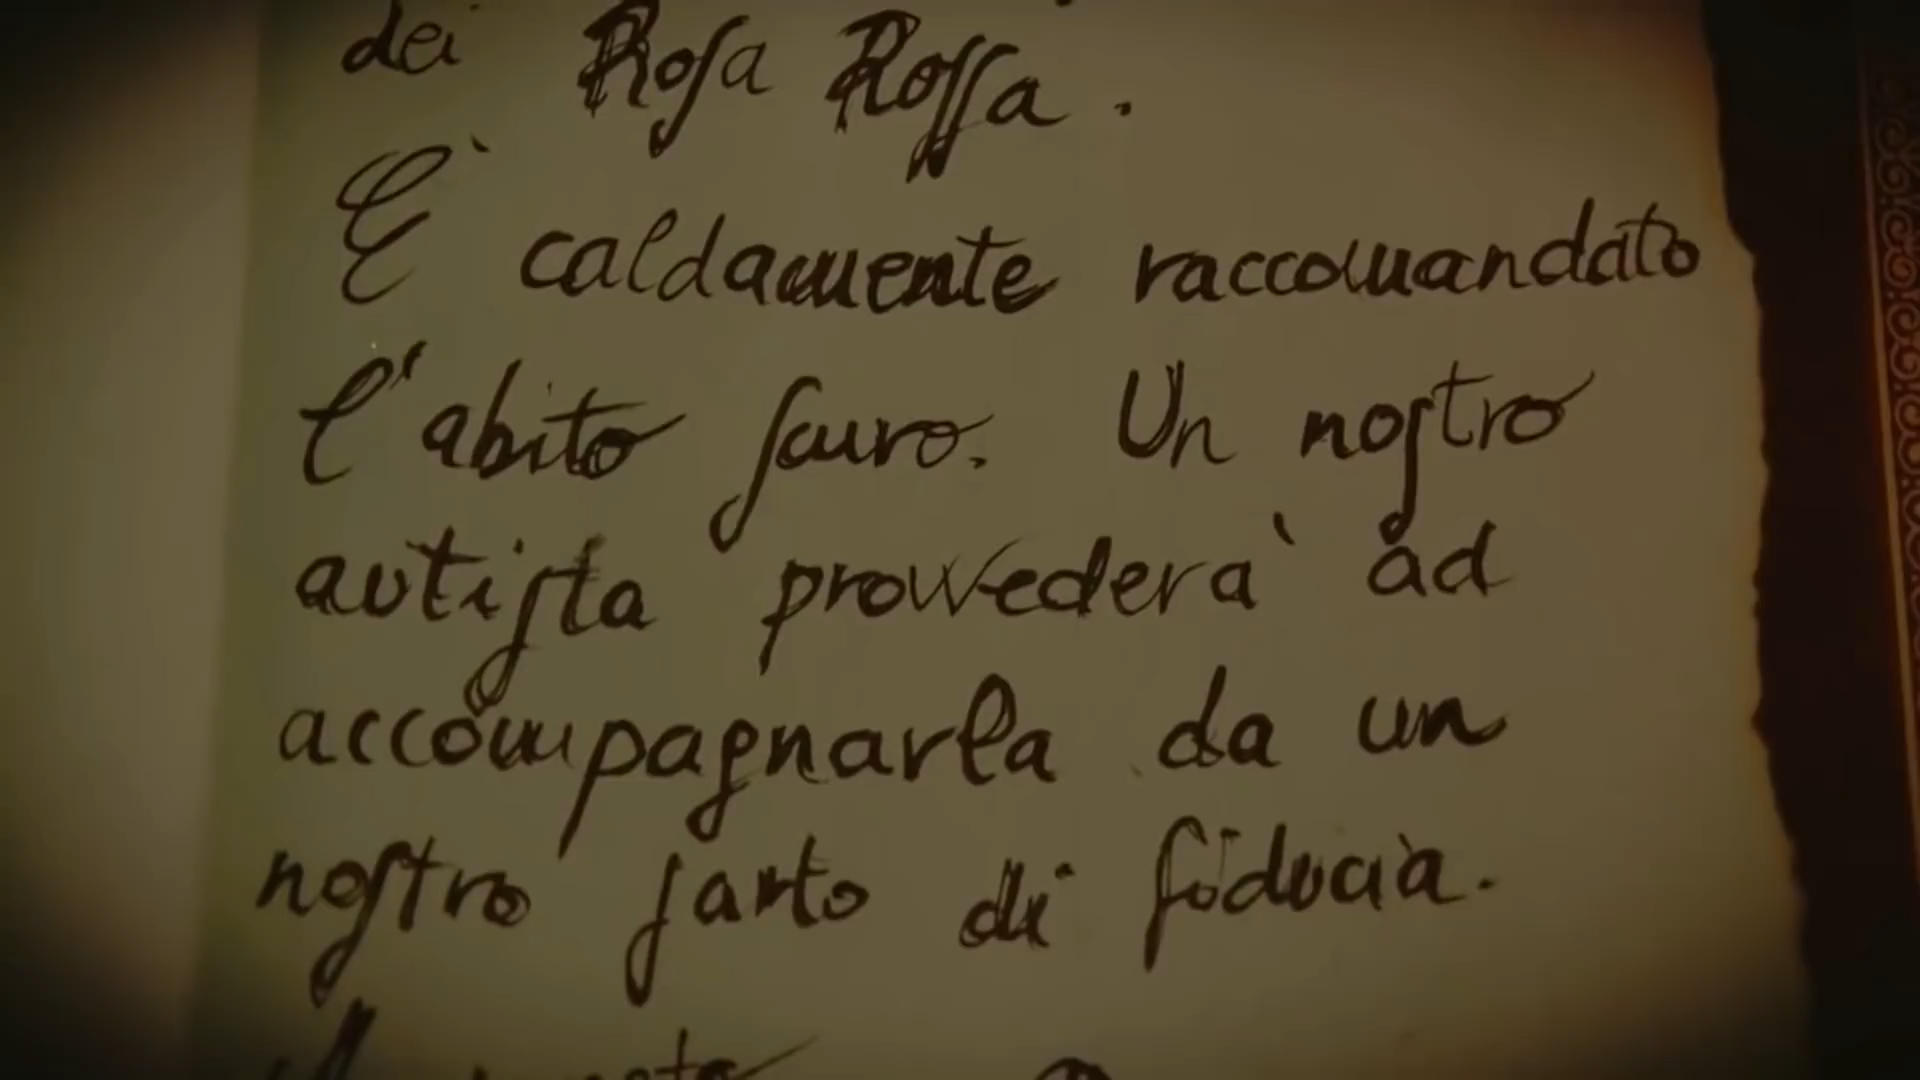 dei Rosa Rossa.
È caldamente raccomandato
l'abito scuro. Un nostro
autista provvederà ad
accompagnarla da un
nostro sarto di fiducia.